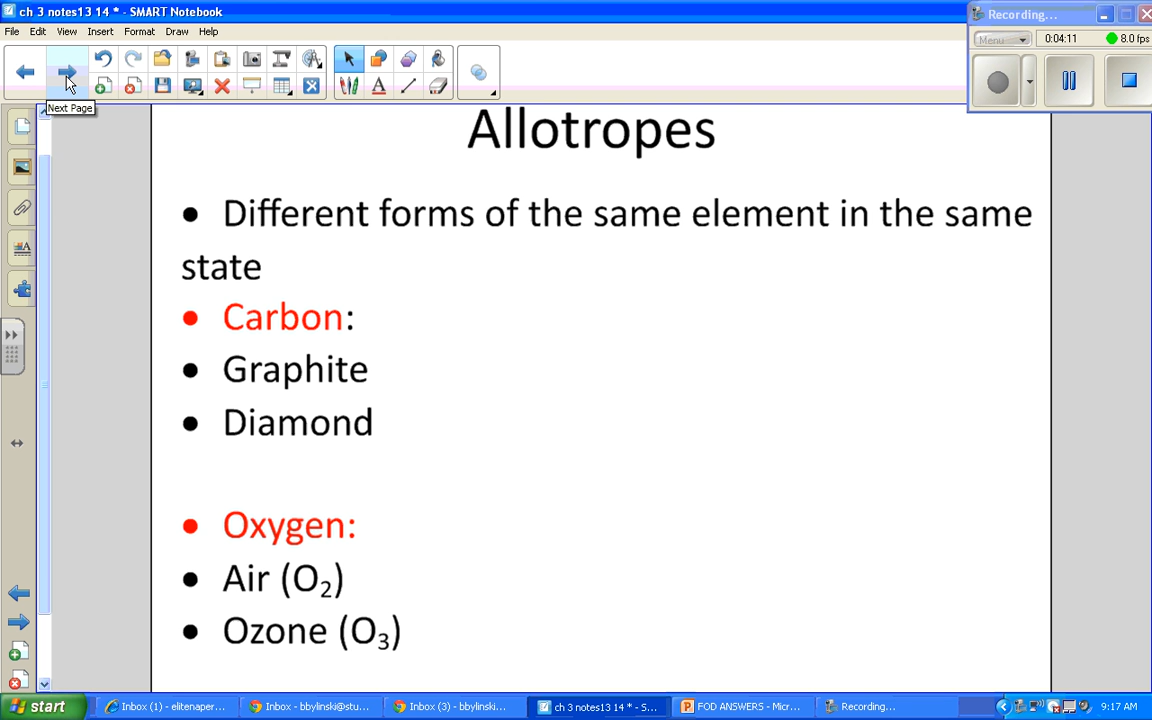 ch 3 notes13 14 * - SMART Notebook
File Edit View Insert Format Draw Help
Recording...
Menu
0:04:11
8.0 fps
Next Page
Allotropes
• Different forms of the same element in the same
state
• Carbon:
• Graphite
• Diamond
• Oxygen:
• Air (O₂)
• Ozone (O₃)
start
Inbox (1) - elitenaper...
Inbox - bbylinski@stu...
Inbox (3) - bbylinski...
ch 3 notes13 14 * - S...
FOD ANSWERS - Micr...
Recording...
9:17 AM